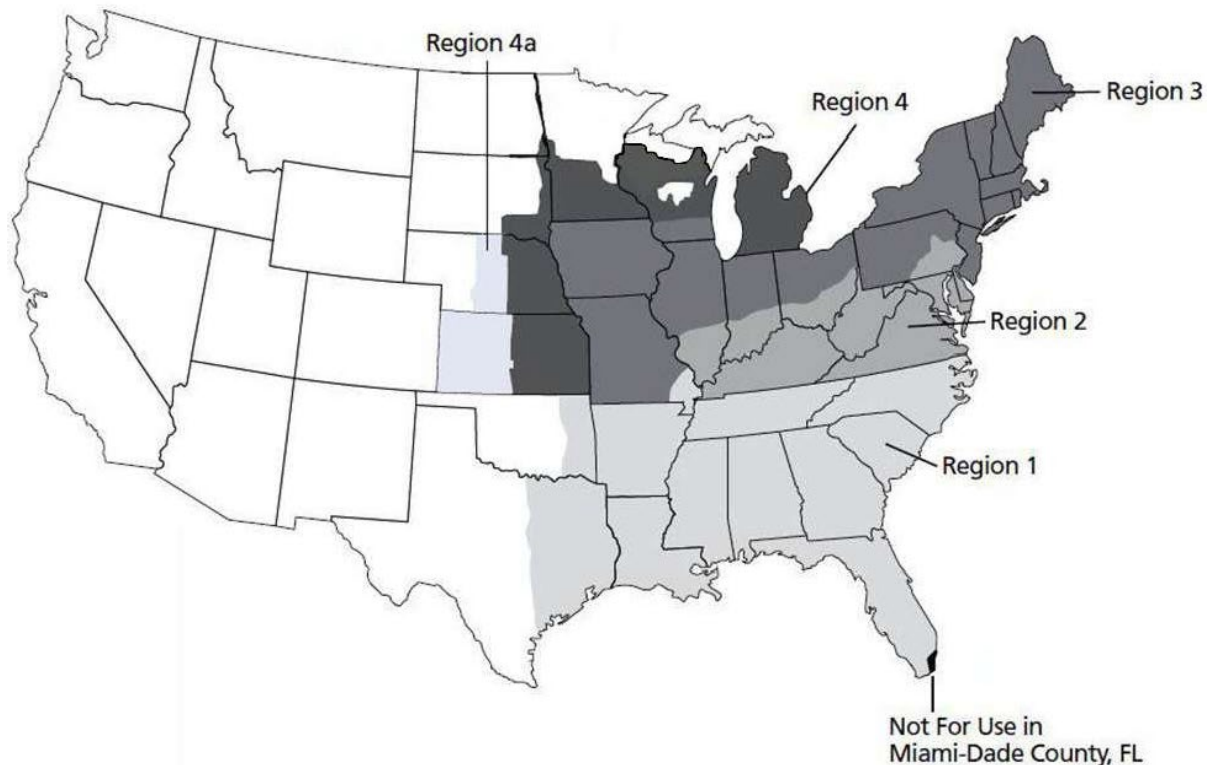 Region 4a
Region 4
Region 3
Region 2
Region 1
Not For Use in
Miami-Dade County, FL